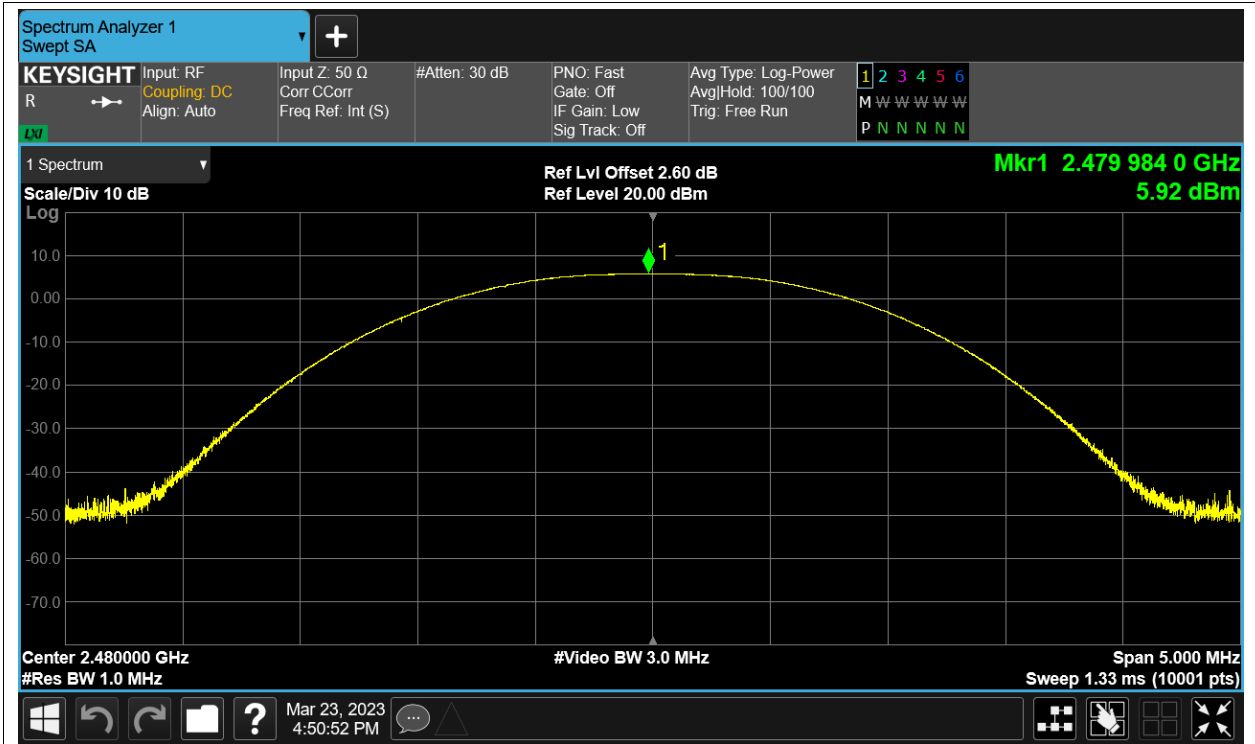 Spectrum Analyzer 1
Swept SA
KEYSIGHT
R
LXI
Input: RF
Coupling: DC
Align: Auto
Input Z: 50 Ω
Corr CCorr
Freq Ref: Int (S)
#Atten: 30 dB
PNO: Fast
Gate: Off
IF Gain: Low
Sig Track: Off
Avg Type: Log-Power
Avg|Hold: 100/100
Trig: Free Run
1 2 3 4 5 6
M W W W W W
P N N N N N
1 Spectrum
Scale/Div 10 dB
Log
Ref Lvl Offset 2.60 dB
Ref Level 20.00 dBm
Mkr1 2.479 984 0 GHz
5.92 dBm
1
10.0
0.00
-10.0
-20.0
-30.0
-40.0
-50.0
-60.0
-70.0
Center 2.480000 GHz
#Res BW 1.0 MHz
#Video BW 3.0 MHz
Span 5.000 MHz
Sweep 1.33 ms (10001 pts)
?
Mar 23, 2023
4:50:52 PM